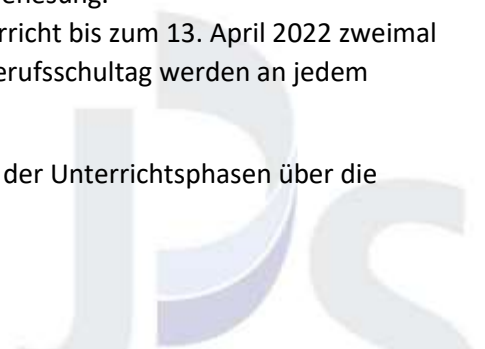 rricht bis zum 13. April 2022 zweimal
erufsschultag werden an jedem
der Unterrichtsphasen über die